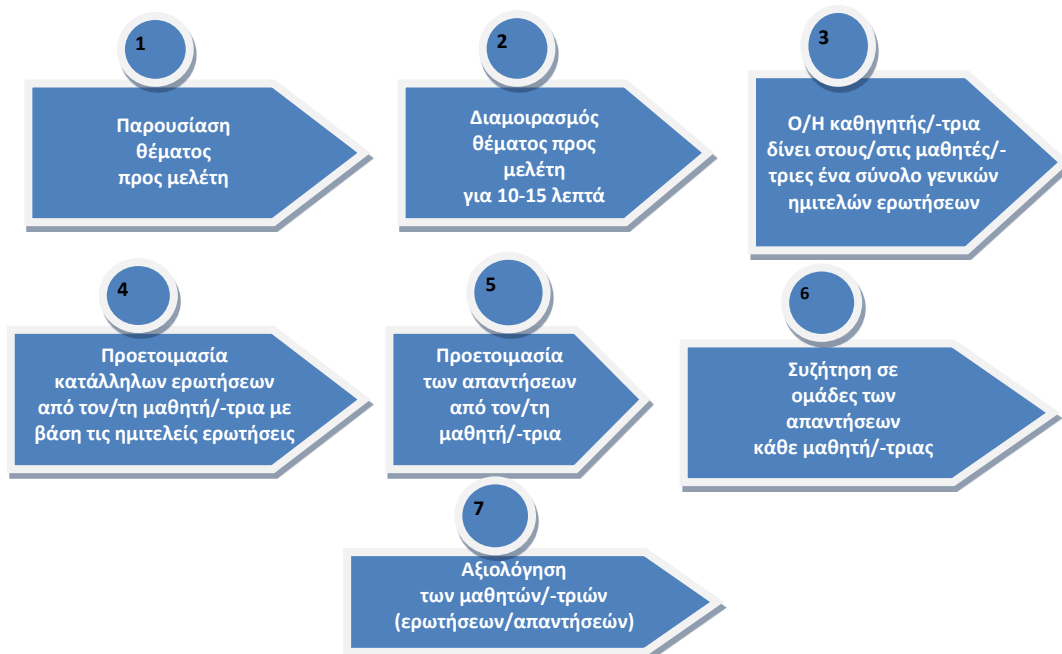 1
Παρουσίαση
θέματος
προς μελέτη
2
Διαμοιρασμός
θέματος προς
μελέτη
για 10-15 λεπτά
3
Ο/Η καθηγητής/-τρια
δίνει στους/στις μαθητές/-
τριες ένα σύνολο γενικών
ημιτελών ερωτήσεων
4
Προετοιμασία
κατάλληλων ερωτήσεων
από τον/τη μαθητή/-τρια με
βάση τις ημιτελείς ερωτήσεις
5
Προετοιμασία
των απαντήσεων
από τον/τη
μαθητή/-τρια
6
Συζήτηση σε
ομάδες των
απαντήσεων
κάθε μαθητή/-τριας
7
Αξιολόγηση
των μαθητών/-τριών
(ερωτήσεων/απαντήσεών)